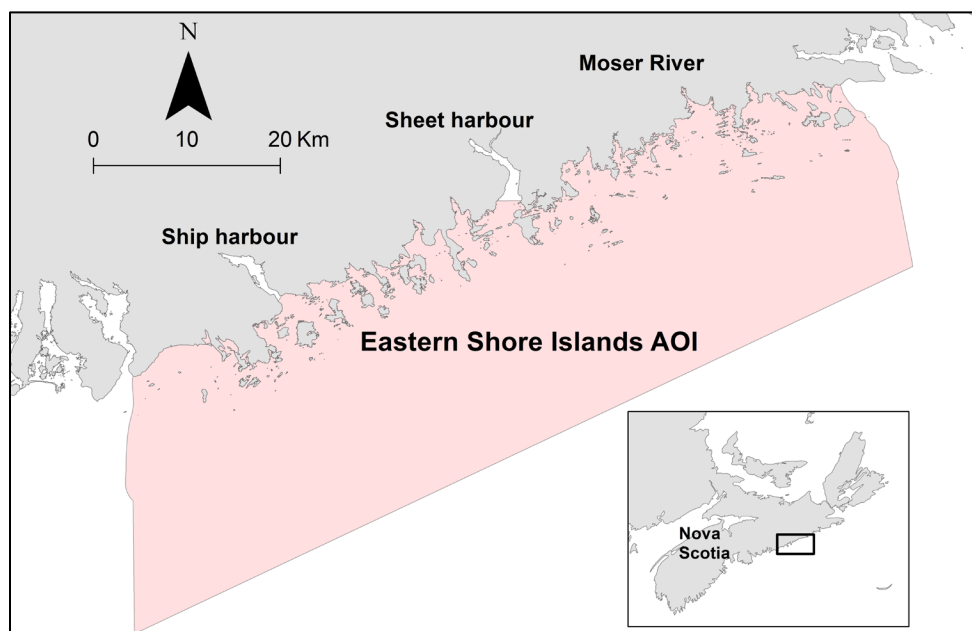 N
Moser River
Sheet harbour
0 10 20 Km
Ship harbour
Eastern Shore Islands AOI
Nova
Scotia